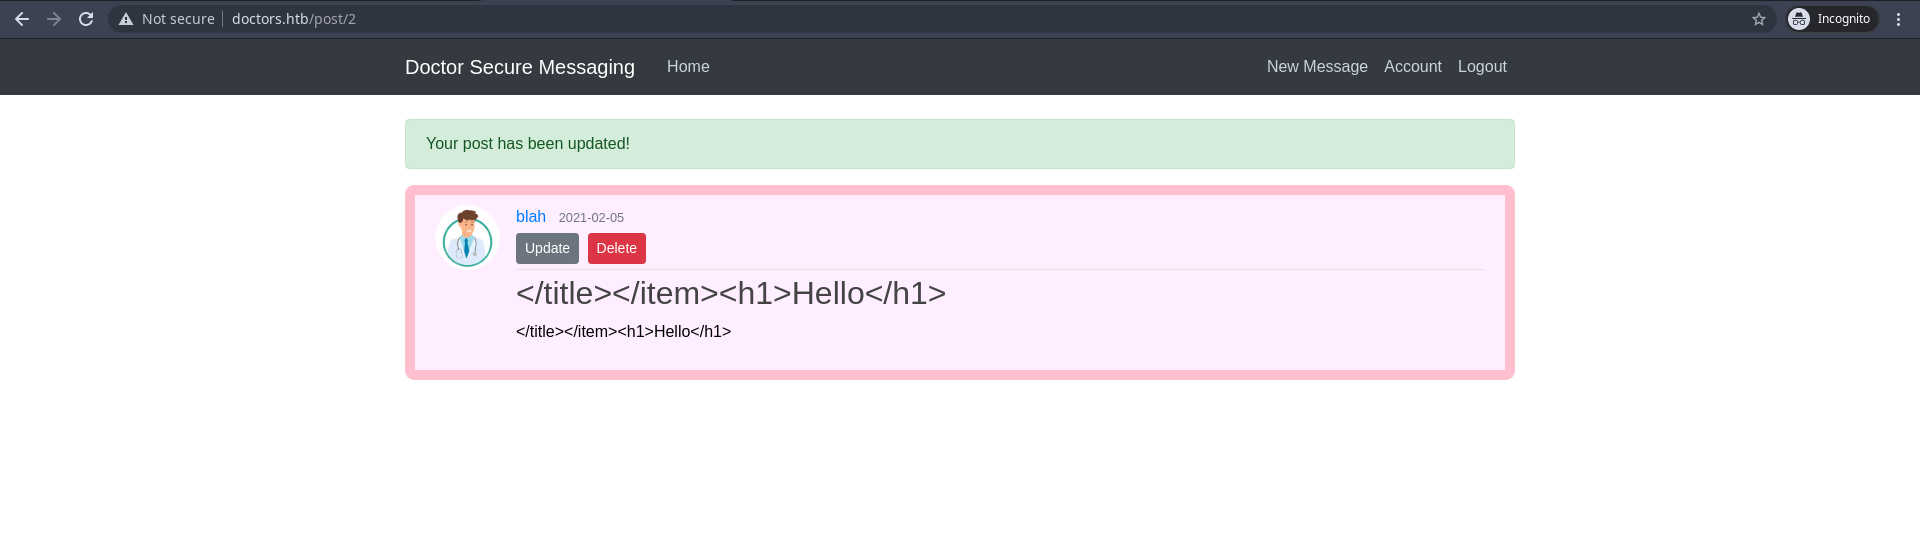 Not secure doctors.htb/post/2 Incognito
Doctor Secure Messaging Home New Message Account Logout
Your post has been updated!
blah 2021-02-05
Update Delete
</title></item><h1>Hello</h1>
</title></item><h1>Hello</h1>